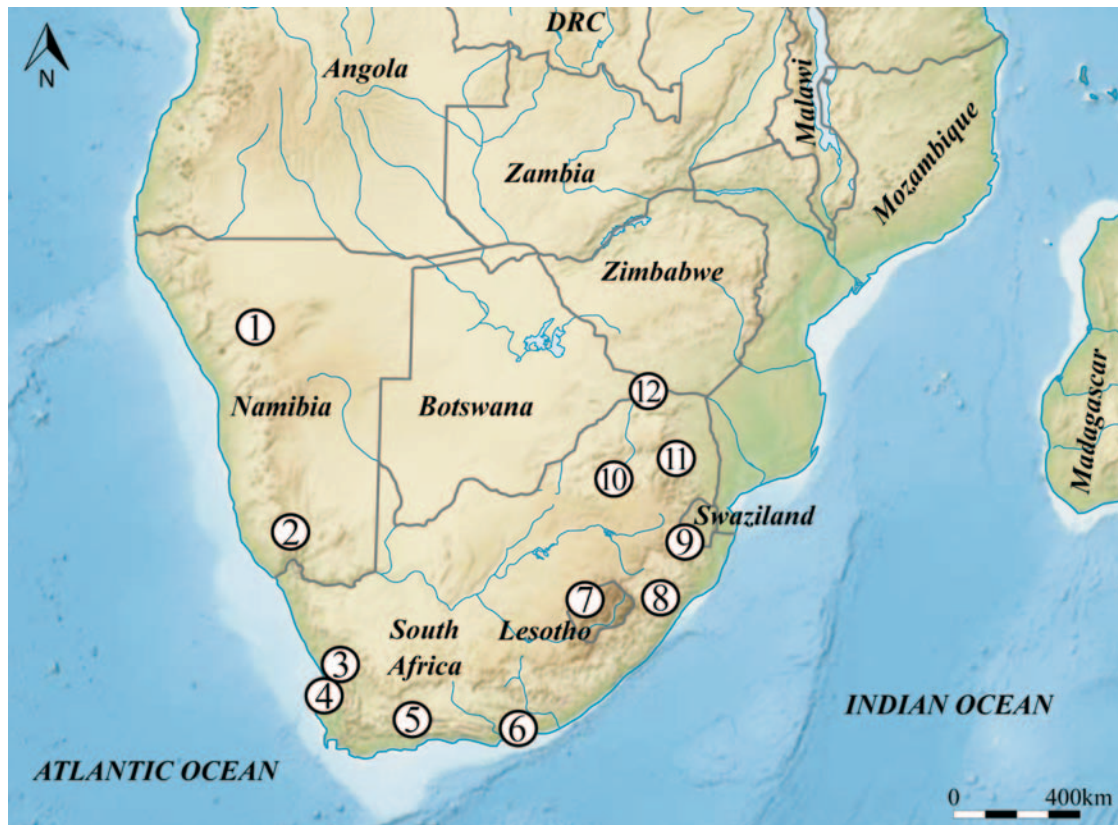 DRC
Angola
N
Malawi
Mozambique
Zambia
Zimbabwe
1
Namibia
Botswana
12
Madagascar
11
10
Swaziland
2
9
7
8
South
Africa
Lesotho
3
4
5
6
INDIAN OCEAN
ATLANTIC OCEAN
0 400km